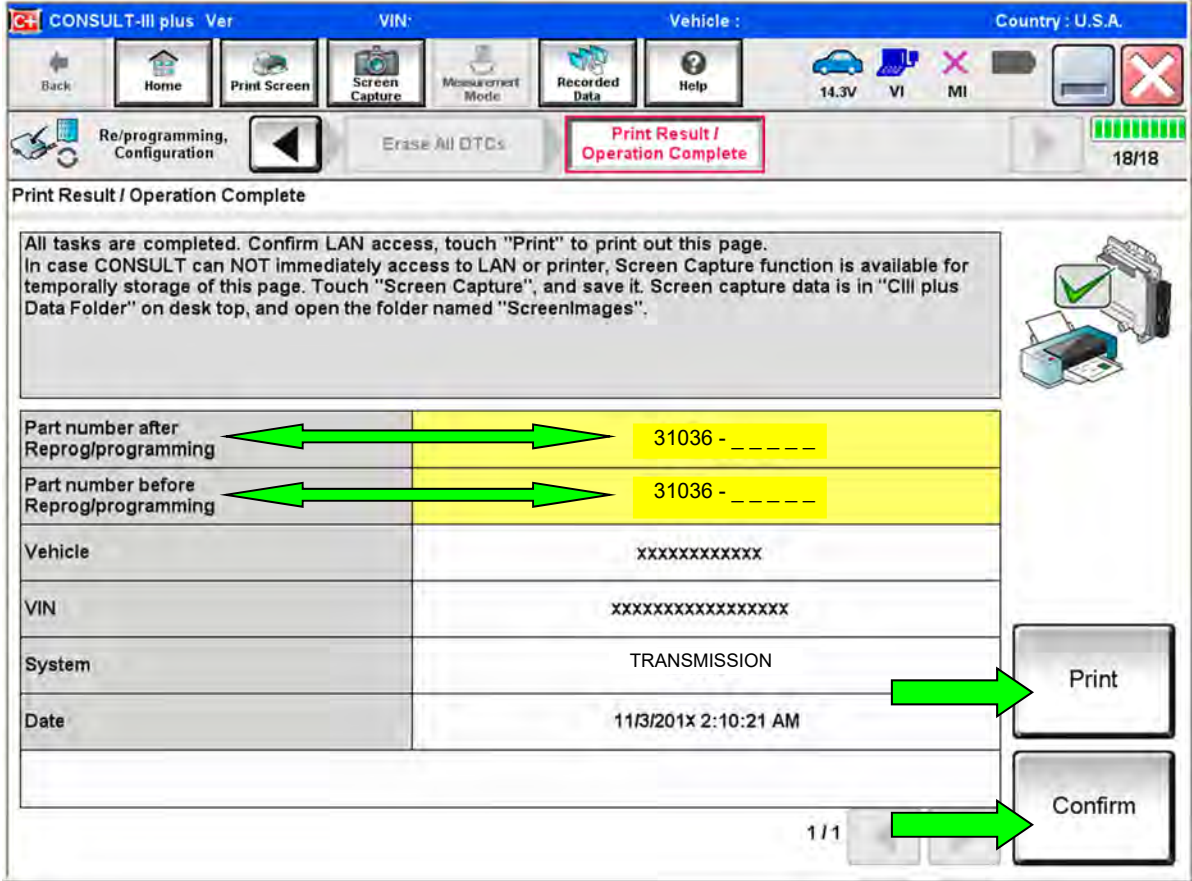 C+ CONSULT-III plus Ver VIN: Vehicle : Country : U.S.A.
Back Home Print Screen Screen Capture Measurement Mode Recorded Data Help 14.3V VI MI
Re/programming, Configuration Erase All DTCs Print Result / Operation Complete 18/18
Print Result / Operation Complete
All tasks are completed. Confirm LAN access, touch "Print" to print out this page.
In case CONSULT can NOT immediately access to LAN or printer, Screen Capture function is available for
temporally storage of this page. Touch "Screen Capture", and save it. Screen capture data is in "CIII plus
Data Folder" on desk top, and open the folder named "ScreenImages".
Part number after
Reprog/programming
31036 - _ _ _ _ _
Part number before
Reprog/programming
31036 - _ _ _ _ _
Vehicle xxxxxxxxxxxx
VIN xxxxxxxxxxxxxxxxx
System TRANSMISSION
Date 11/3/201X 2:10:21 AM
Print
Confirm
1/1